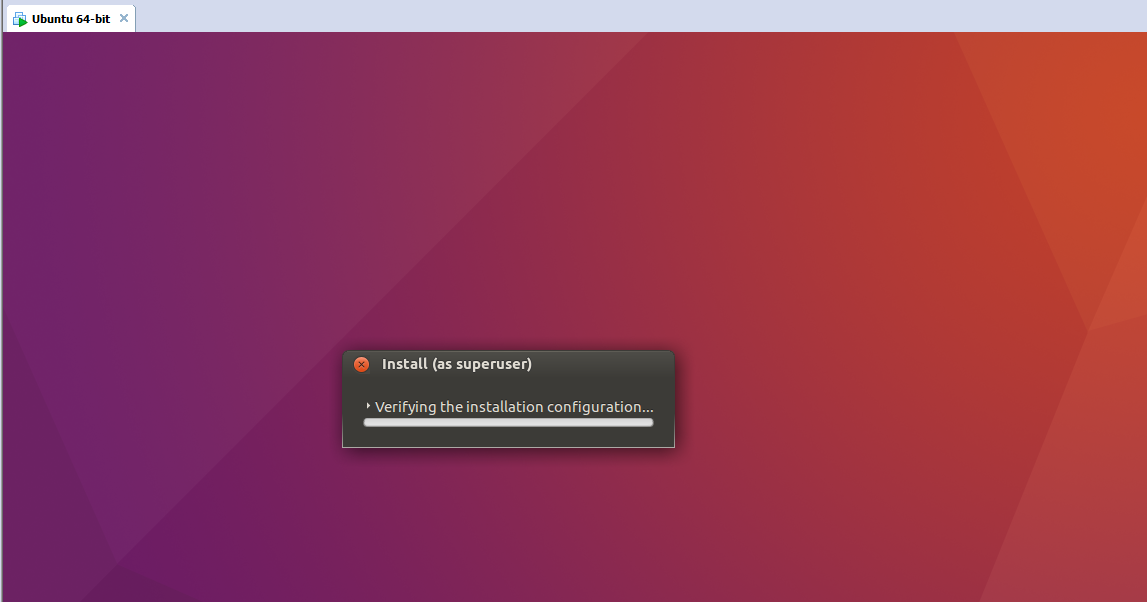 Ubuntu 64-bit
Install (as superuser)
Verifying the installation configuration...